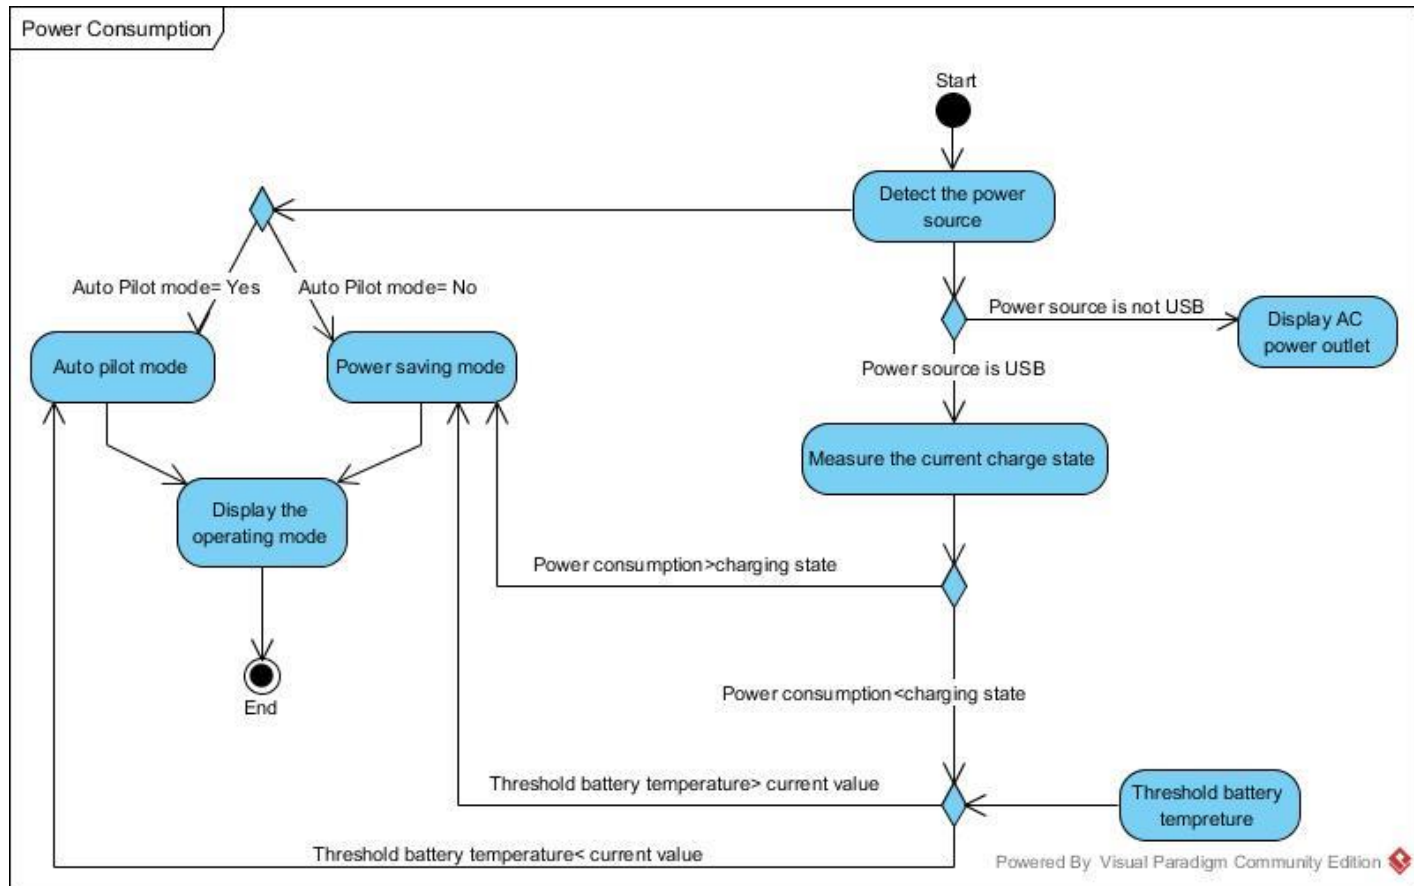 Power Consumption
Start
Detect the power
source
Auto Pilot mode= Yes
Auto Pilot mode= No
Power source is not USB
Display AC
power outlet
Auto pilot mode
Power saving mode
Power source is USB
Measure the current charge state
Display the
operating mode
Power consumption>charging state
End
Power consumption<charging state
Threshold battery temperature> current value
Threshold battery
tempreture
Threshold battery temperature< current value
Powered By Visual Paradigm Community Edition